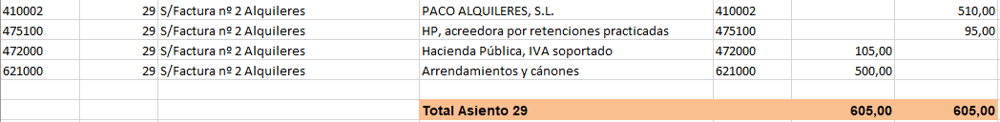 410002 29 S/Factura nº 2 Alquileres PACO ALQUILERES, S.L. 410002 510,00
475100 29 S/Factura nº 2 Alquileres HP, acreedora por retenciones practicadas 475100 95,00
472000 29 S/Factura nº 2 Alquileres Hacienda Pública, IVA soportado 472000 105,00
621000 29 S/Factura nº 2 Alquileres Arrendamientos y cánones 621000 500,00
Total Asiento 29 605,00 605,00